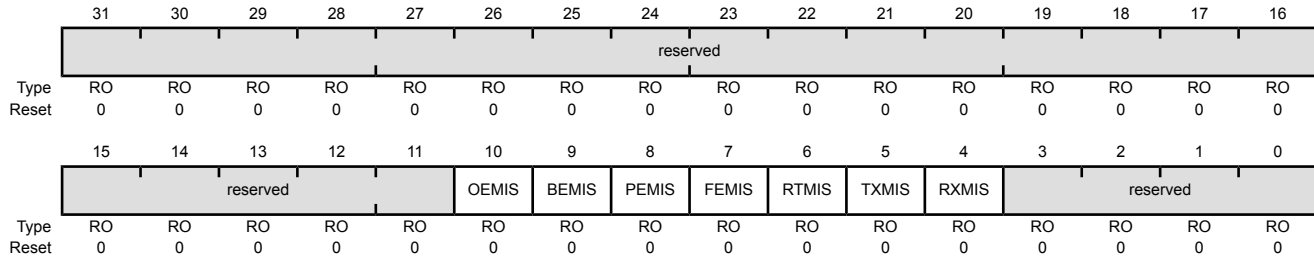 31 30 29 28 27 26 25 24 23 22 21 20 19 18 17 16
reserved
Type RO RO RO RO RO RO RO RO RO RO RO RO RO RO RO RO
Reset 0 0 0 0 0 0 0 0 0 0 0 0 0 0 0 0
15 14 13 12 11 10 9 8 7 6 5 4 3 2 1 0
reserved OEMIS BEMIS PEMIS FEMIS RTMIS TXMIS RXMIS reserved
Type RO RO RO RO RO RO RO RO RO RO RO RO RO RO RO RO
Reset 0 0 0 0 0 0 0 0 0 0 0 0 0 0 0 0